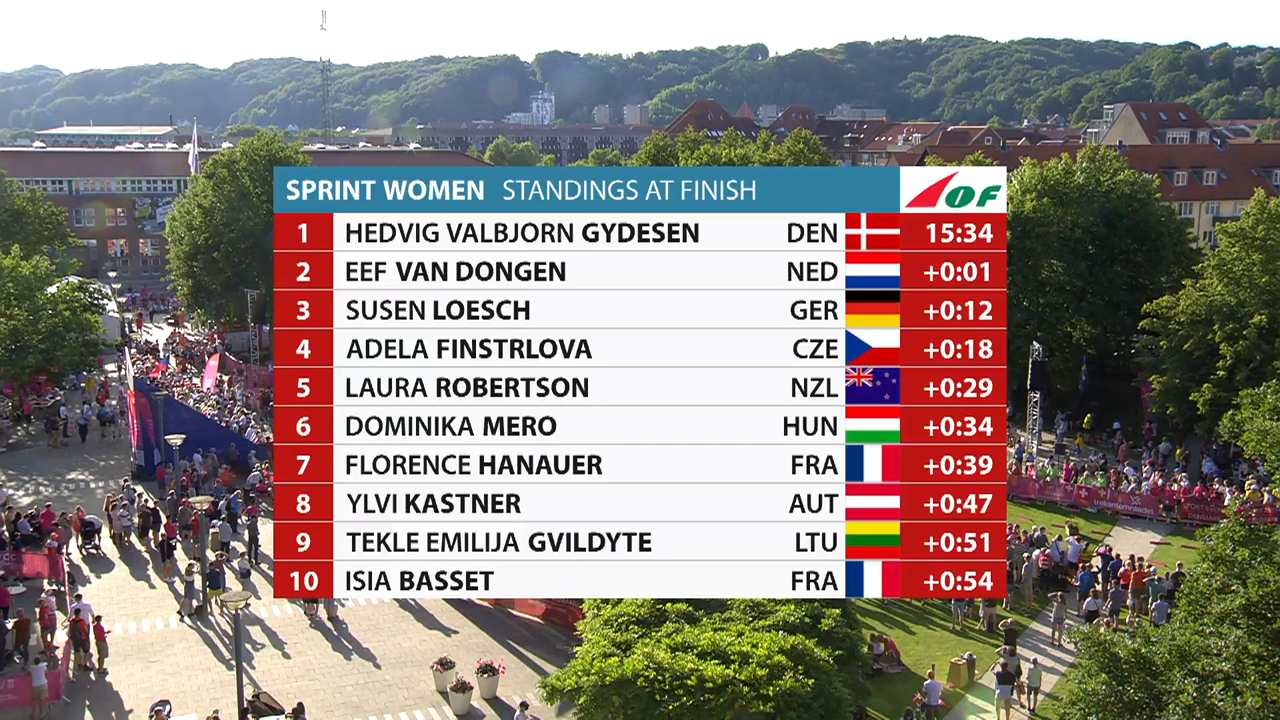 SPRINT WOMEN STANDINGS AT FINISH IOF
1 HEDVIG VALBJORN GYDESEN DEN 15:34
2 EEF VAN DONGEN NED +0:01
3 SUSEN LOESCH GER +0:12
4 ADELA FINSTRLOVA CZE +0:18
5 LAURA ROBERTSON NZL +0:29
6 DOMINIKA MERO HUN +0:34
7 FLORENCE HANAUER FRA +0:39
8 YLVI KASTNER AUT +0:47
9 TEKLE EMILIJA GVILDYTE LTU +0:51
10 ISIA BASSET FRA +0:54
trekantområdet